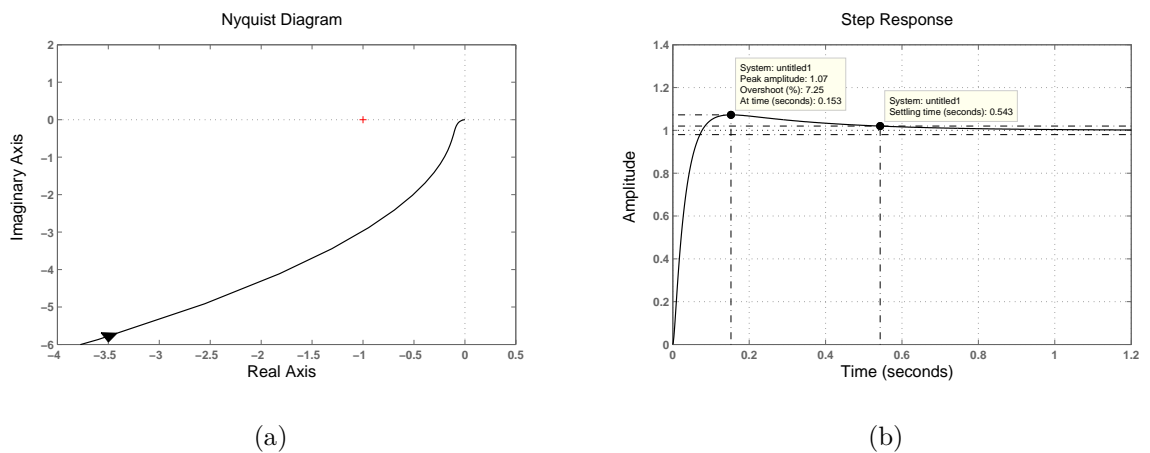 Nyquist Diagram
2
1
0
−1
−2
−3
−4
−5
−6
Imaginary Axis
−4 −3.5 −3 −2.5 −2 −1.5 −1 −0.5 0 0.5
Real Axis
(a)
Step Response
1.4
1.2
1
0.8
0.6
0.4
0.2
0
Amplitude
System: untitled1
Peak amplitude: 1.07
Overshoot (%): 7.25
At time (seconds): 0.153
System: untitled1
Settling time (seconds): 0.543
0 0.2 0.4 0.6 0.8 1 1.2
Time (seconds)
(b)